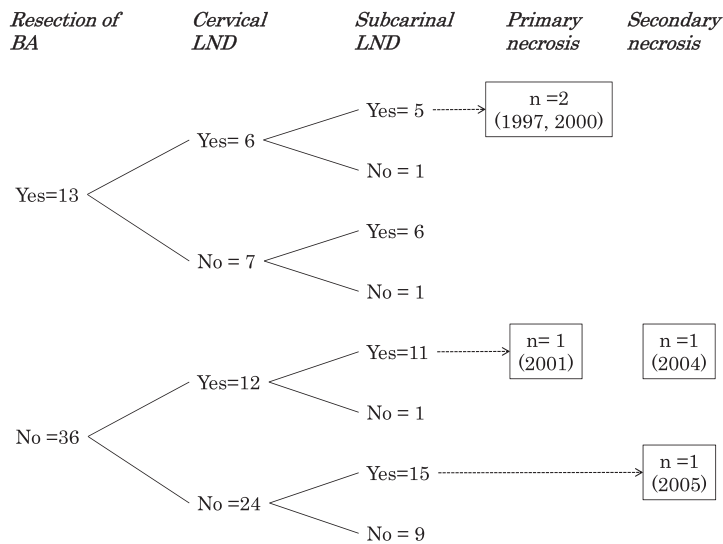 Resection of BA
Cervical LND
Subcarinal LND
Primary necrosis
Secondary necrosis
Yes=13
Yes= 6
Yes= 5
n =2
(1997, 2000)
No = 1
No = 7
Yes= 6
No = 1
No =36
Yes=12
Yes=11
n= 1
(2001)
n =1
(2004)
No = 1
No =24
Yes=15
n =1
(2005)
No = 9